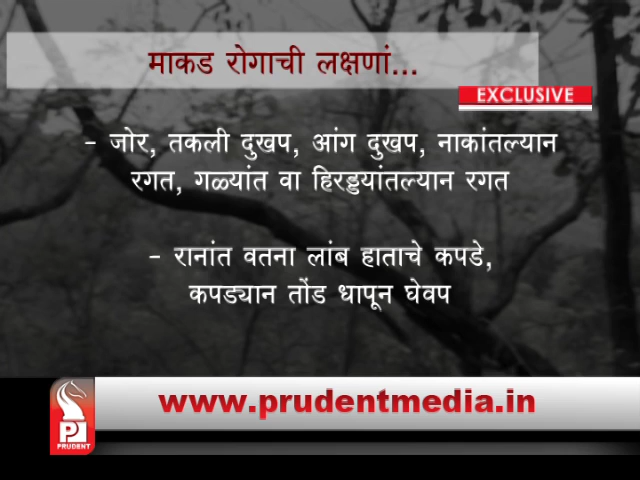 माकड रोगाची लक्षणां...
EXCLUSIVE
- जोर, तकली दुखप, आंग दुखप, नाकांतल्यान
रगत, गळ्यांत वा हिरड्डयांतल्यान रगत
- रानांत वतना लांब हाताचे कपडे,
कपड्यान तोंड धापून घेवप
www.prudentmedia.in
PRUDENT